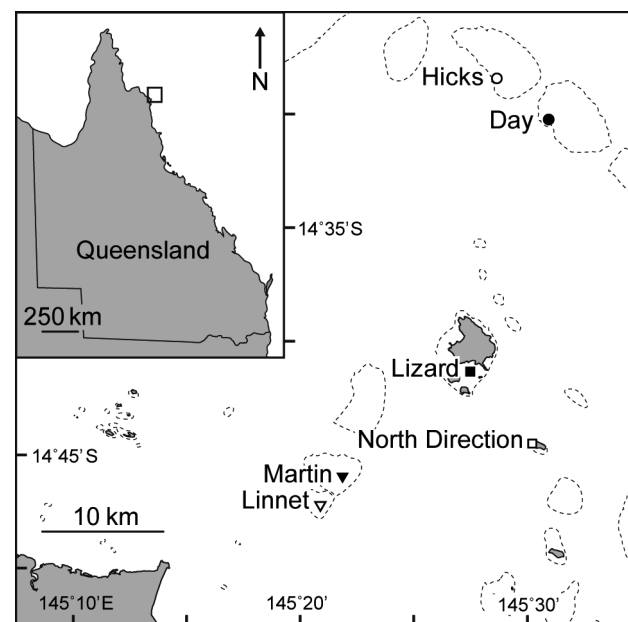 N
Hicks
Day
Queensland
14˚35'S
250 km
Lizard
North Direction
14˚45'S
Martin
Linnet
10 km
145˚10'E
145˚20'
145˚30'